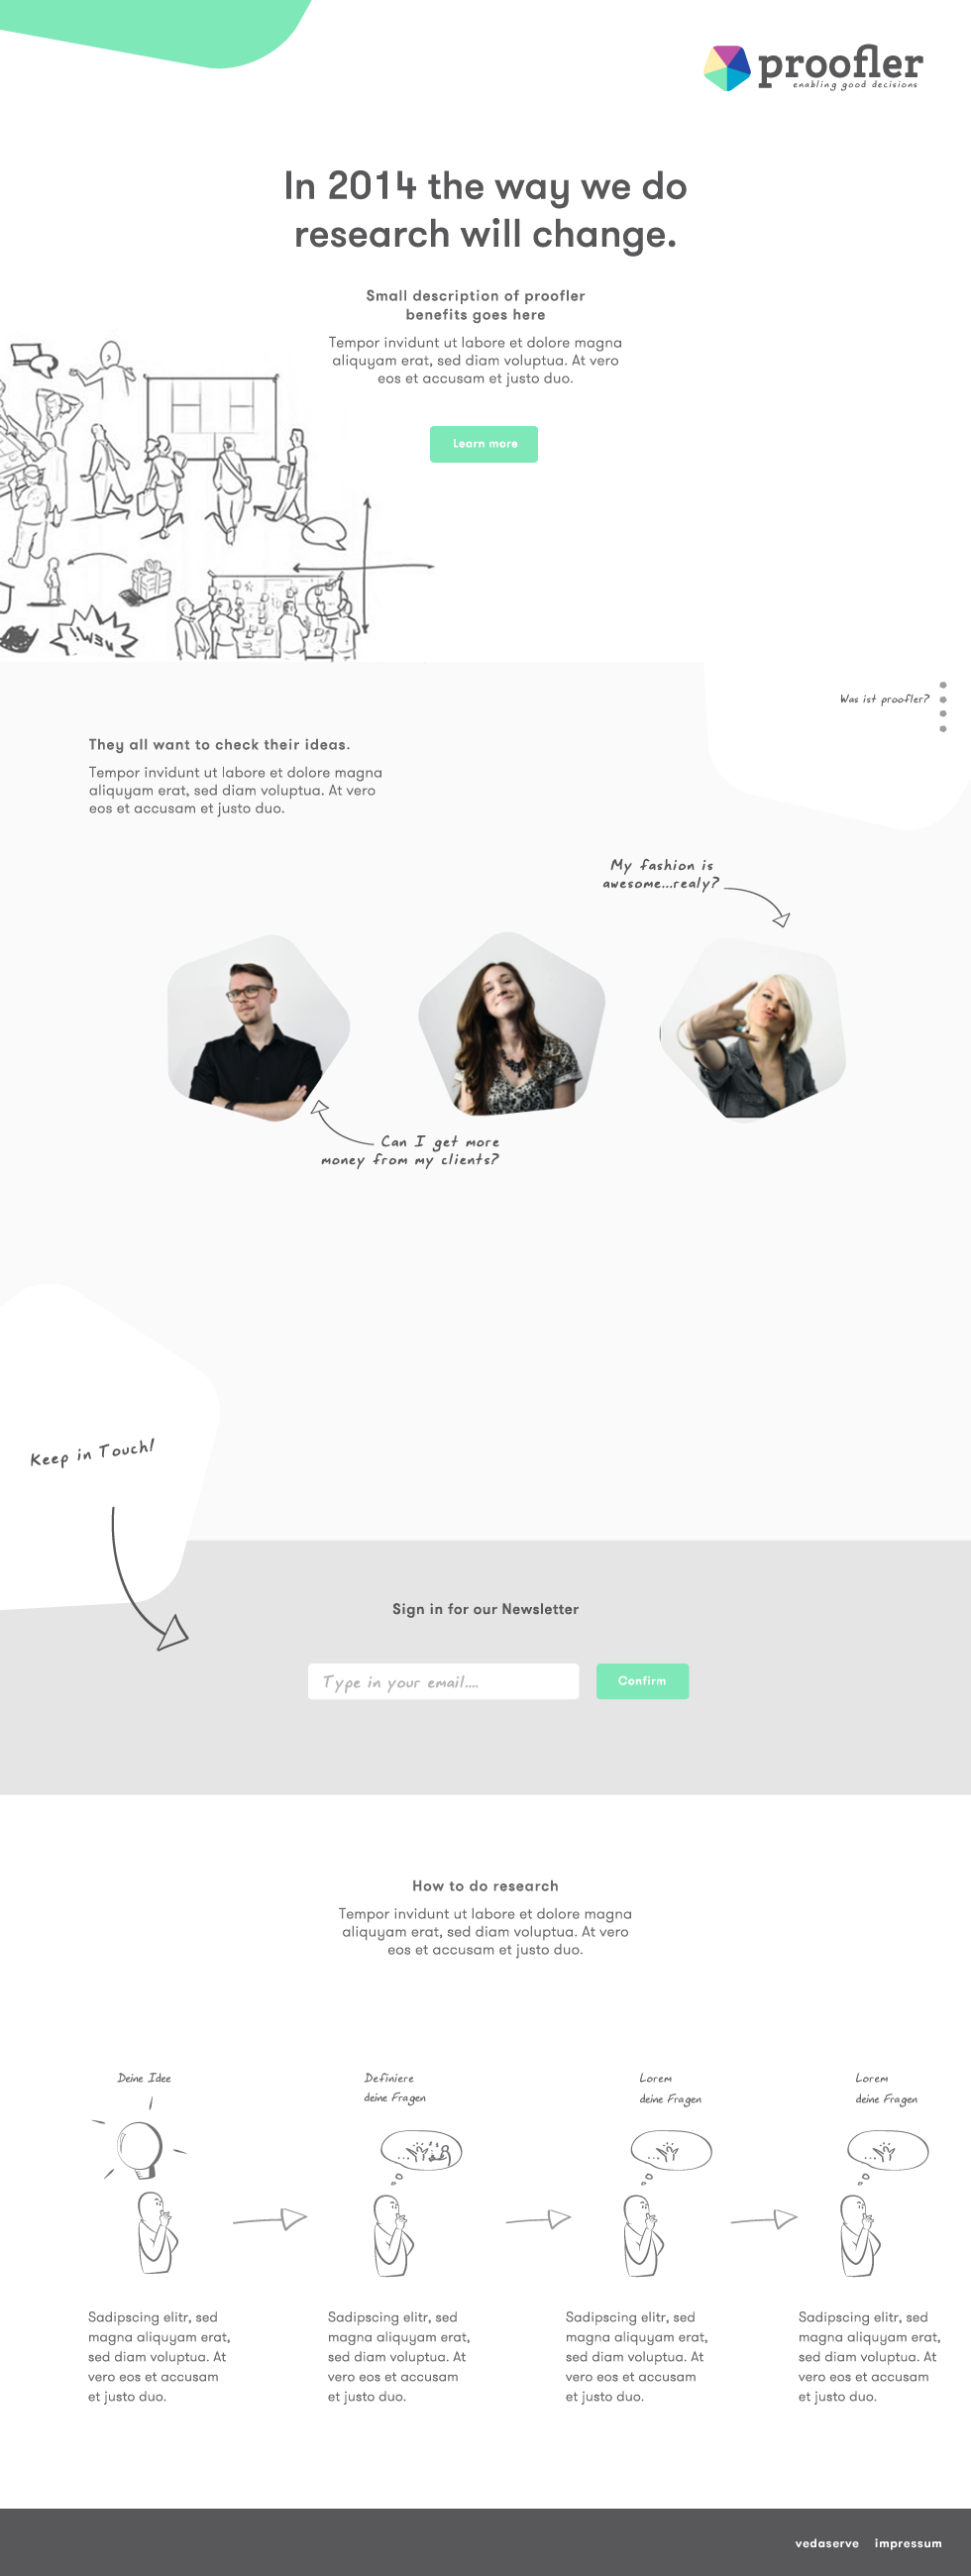 proofler
enabling good decisions
In 2014 the way we do
research will change.
Small description of proofler
benefits goes here
Tempor invidunt ut labore et dolore magna
aliquyam erat, sed diam voluptua. At vero
eos et accusam et justo duo.
Learn more
NEW!
Was ist proofler?
They all want to check their ideas.
Tempor invidunt ut labore et dolore magna
aliquyam erat, sed diam voluptua. At vero
eos et accusam et justo duo.
My fashion is
awesome...realy?
Can I get more
money from my clients?
Keep in Touch!
Sign in for our Newsletter
Type in your email....
Confirm
How to do research
Tempor invidunt ut labore et dolore magna
aliquyam erat, sed diam voluptua. At vero
eos et accusam et justo duo.
Deine Idee
Definiere
deine Fragen
Lorem
deine Fragen
Lorem
deine Fragen
Sadipscing elitr, sed
magna aliquyam erat,
sed diam voluptua. At
vero eos et accusam
et justo duo.
Sadipscing elitr, sed
magna aliquyam erat,
sed diam voluptua. At
vero eos et accusam
et justo duo.
Sadipscing elitr, sed
magna aliquyam erat,
sed diam voluptua. At
vero eos et accusam
et justo duo.
Sadipscing elitr, sed
magna aliquyam erat,
sed diam voluptua. At
vero eos et accusam
et justo duo.
vedaserve impressum